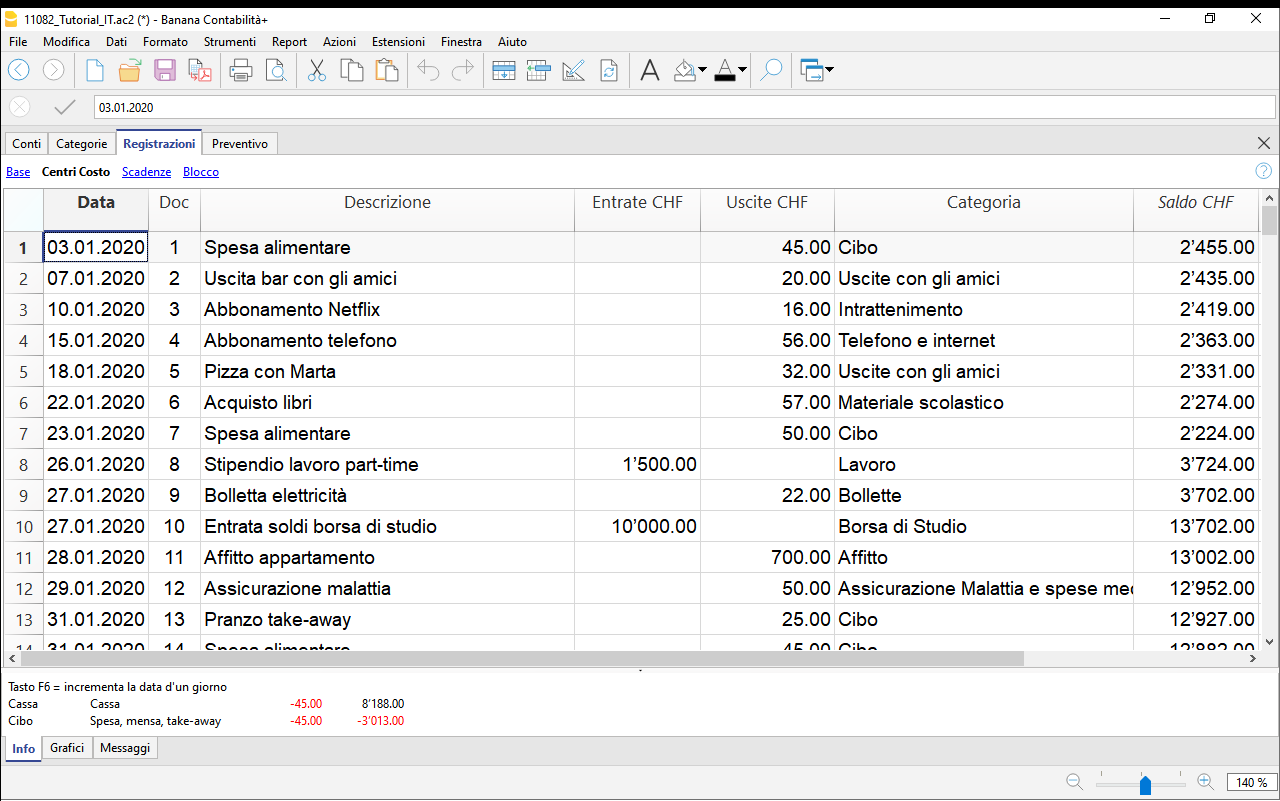 11082_Tutorial_IT.ac2 (*) - Banana Contabilità+
File Modifica Dati Formato Strumenti Report Azioni Estensioni Finestra Aiuto
03.01.2020
Conti Categorie Registrazioni Preventivo
Base Centri Costo Scadenze Blocco
Data Doc Descrizione Entrate CHF Uscite CHF Categoria Saldo CHF
1 03.01.2020 1 Spesa alimentare 45.00 Cibo 2’455.00
2 07.01.2020 2 Uscita bar con gli amici 20.00 Uscite con gli amici 2’435.00
3 10.01.2020 3 Abbonamento Netflix 16.00 Intrattenimento 2’419.00
4 15.01.2020 4 Abbonamento telefono 56.00 Telefono e internet 2’363.00
5 18.01.2020 5 Pizza con Marta 32.00 Uscite con gli amici 2’331.00
6 22.01.2020 6 Acquisto libri 57.00 Materiale scolastico 2’274.00
7 23.01.2020 7 Spesa alimentare 50.00 Cibo 2’224.00
8 26.01.2020 8 Stipendio lavoro part-time 1’500.00 Lavoro 3’724.00
9 27.01.2020 9 Bolletta elettricità 22.00 Bollette 3’702.00
10 27.01.2020 10 Entrata soldi borsa di studio 10’000.00 Borsa di Studio 13’702.00
11 28.01.2020 11 Affitto appartamento 700.00 Affitto 13’002.00
12 29.01.2020 12 Assicurazione malattia 50.00 Assicurazione Malattia e spese med 12’952.00
13 31.01.2020 13 Pranzo take-away 25.00 Cibo 12’927.00
14 31.01.2020 14 Spesa alimentare 45.00 Cibo 12’882.00
Tasto F6 = incrementa la data d'un giorno
Cassa Cassa -45.00 8’188.00
Cibo Spesa, mensa, take-away -45.00 -3’013.00
Info Grafici Messaggi
140 %